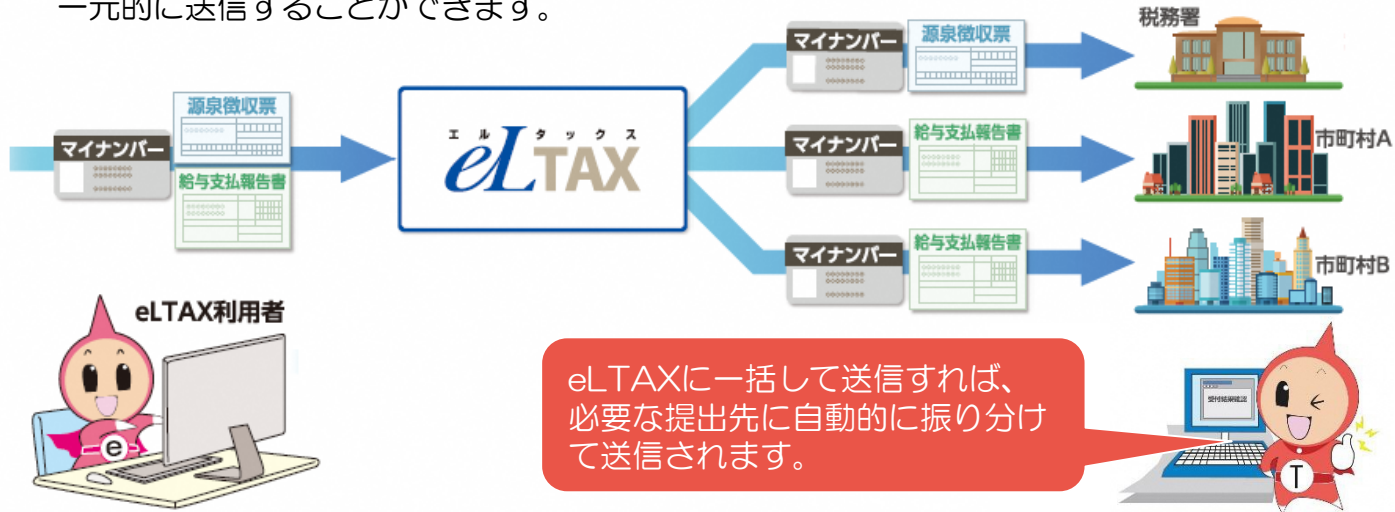 一元的に送信することができます。
マイナンバー
源泉徴収票
給与支払報告書
エルタックス
eLTAX
マイナンバー
源泉徴収票
税務署
マイナンバー
給与支払報告書
市町村A
マイナンバー
給与支払報告書
市町村B
eLTAX利用者
e
eLTAXに一括して送信すれば、
必要な提出先に自動的に振り分け
て送信されます。
受付結果確認
T